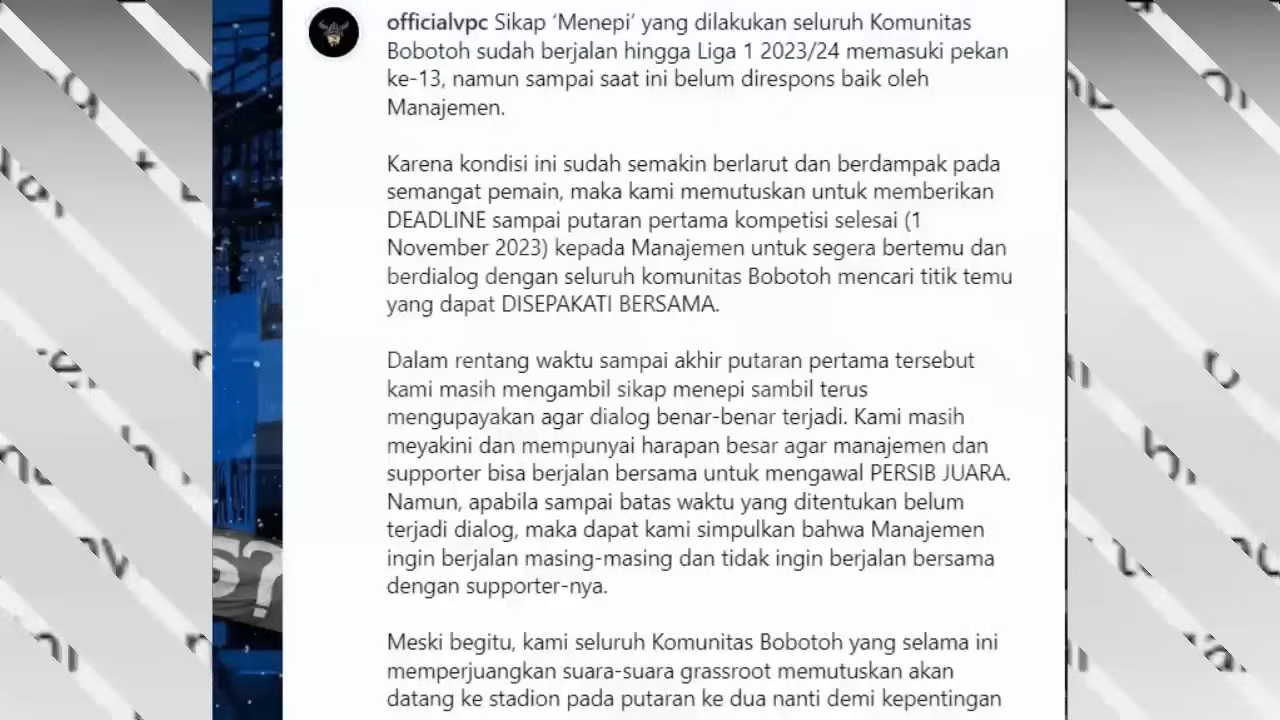 officialvpc Sikap ‘Menepi’ yang dilakukan seluruh Komunitas
Bobotoh sudah berjalan hingga Liga 1 2023/24 memasuki pekan
ke-13, namun sampai saat ini belum direspons baik oleh
Manajemen.
Karena kondisi ini sudah semakin berlarut dan berdampak pada
semangat pemain, maka kami memutuskan untuk memberikan
DEADLINE sampai putaran pertama kompetisi selesai (1
November 2023) kepada Manajemen untuk segera bertemu dan
berdialog dengan seluruh komunitas Bobotoh mencari titik temu
yang dapat DISEPAKATI BERSAMA.
Dalam rentang waktu sampai akhir putaran pertama tersebut
kami masih mengambil sikap menepi sambil terus
mengupayakan agar dialog benar-benar terjadi. Kami masih
meyakini dan mempunyai harapan besar agar manajemen dan
supporter bisa berjalan bersama untuk mengawal PERSIB JUARA.
Namun, apabila sampai batas waktu yang ditentukan belum
terjadi dialog, maka dapat kami simpulkan bahwa Manajemen
ingin berjalan masing-masing dan tidak ingin berjalan bersama
dengan supporter-nya.
Meski begitu, kami seluruh Komunitas Bobotoh yang selama ini
memperjuangkan suara-suara grassroot memutuskan akan
datang ke stadion pada putaran ke dua nanti demi kepentingan